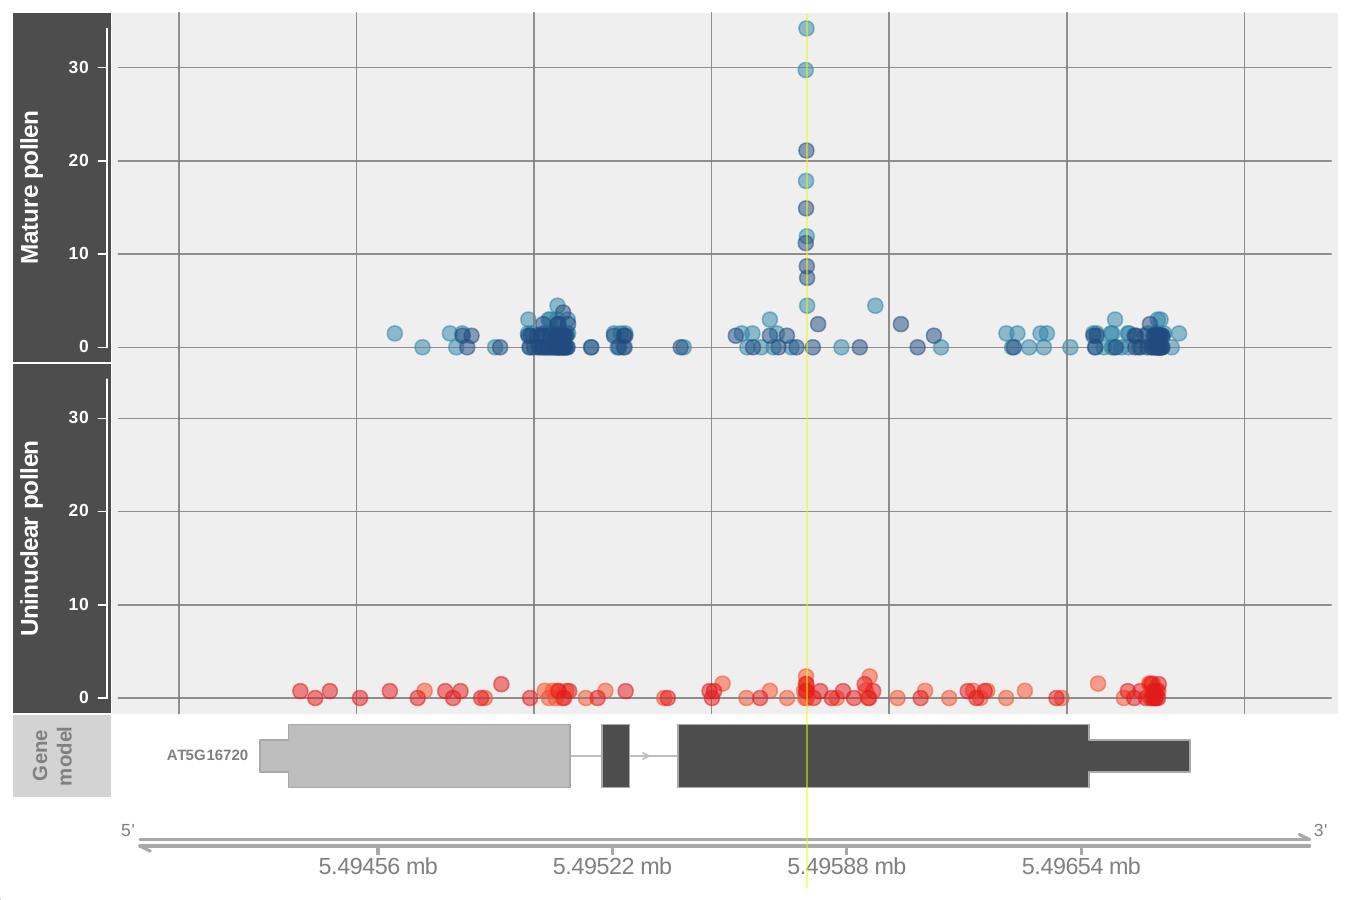 Mature pollen
30
20
10
0
Uninuclear pollen
30
20
10
0
Gene
model
AT5G16720
5'
3'
5.49456 mb
5.49522 mb
5.49588 mb
5.49654 mb